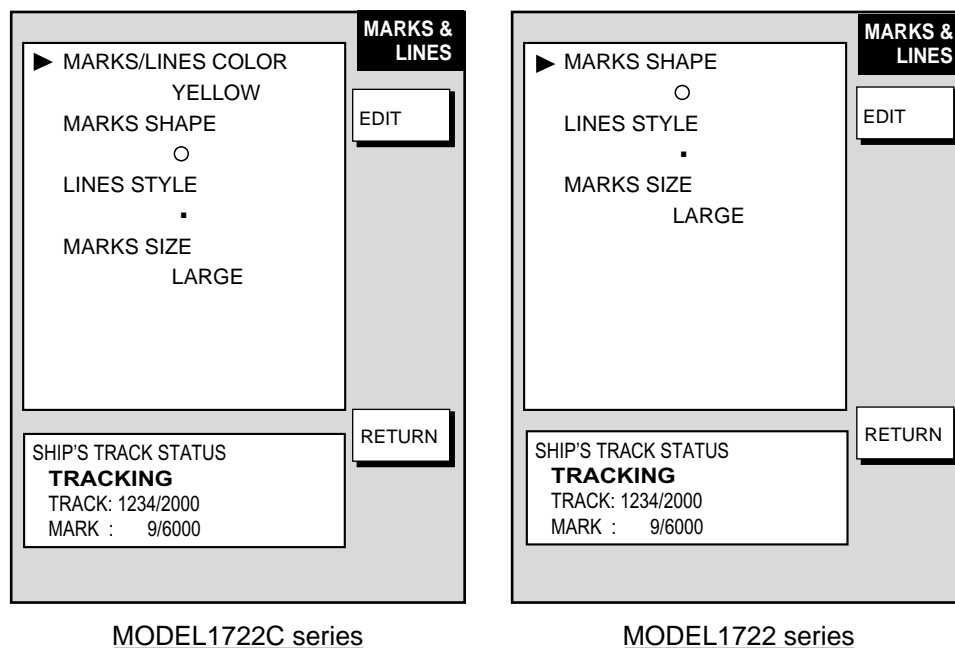 MARKS &
LINES
MARKS/LINES COLOR
YELLOW
MARKS SHAPE
LINES STYLE
MARKS SIZE
LARGE
EDIT
RETURN
SHIP'S TRACK STATUS
TRACKING
TRACK: 1234/2000
MARK : 9/6000
MODEL1722C series
MARKS &
LINES
MARKS SHAPE
LINES STYLE
MARKS SIZE
LARGE
EDIT
RETURN
SHIP'S TRACK STATUS
TRACKING
TRACK: 1234/2000
MARK : 9/6000
MODEL1722 series